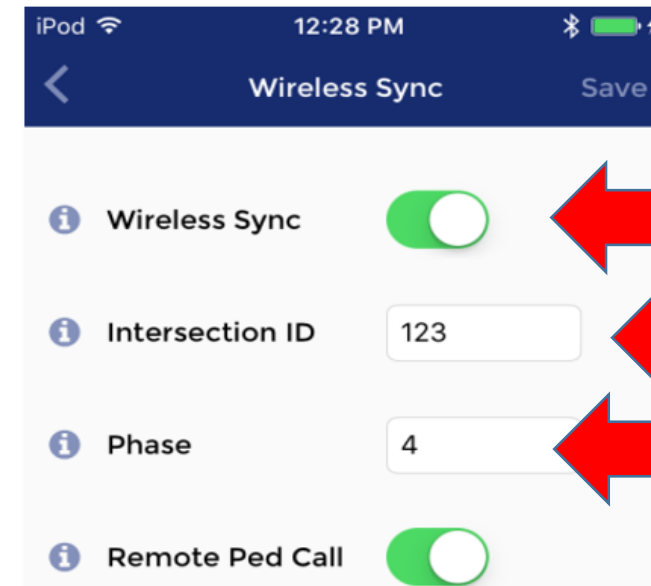 iPod 12:28 PM
Wireless Sync Save
Wireless Sync
Intersection ID 123
Phase 4
Remote Ped Call